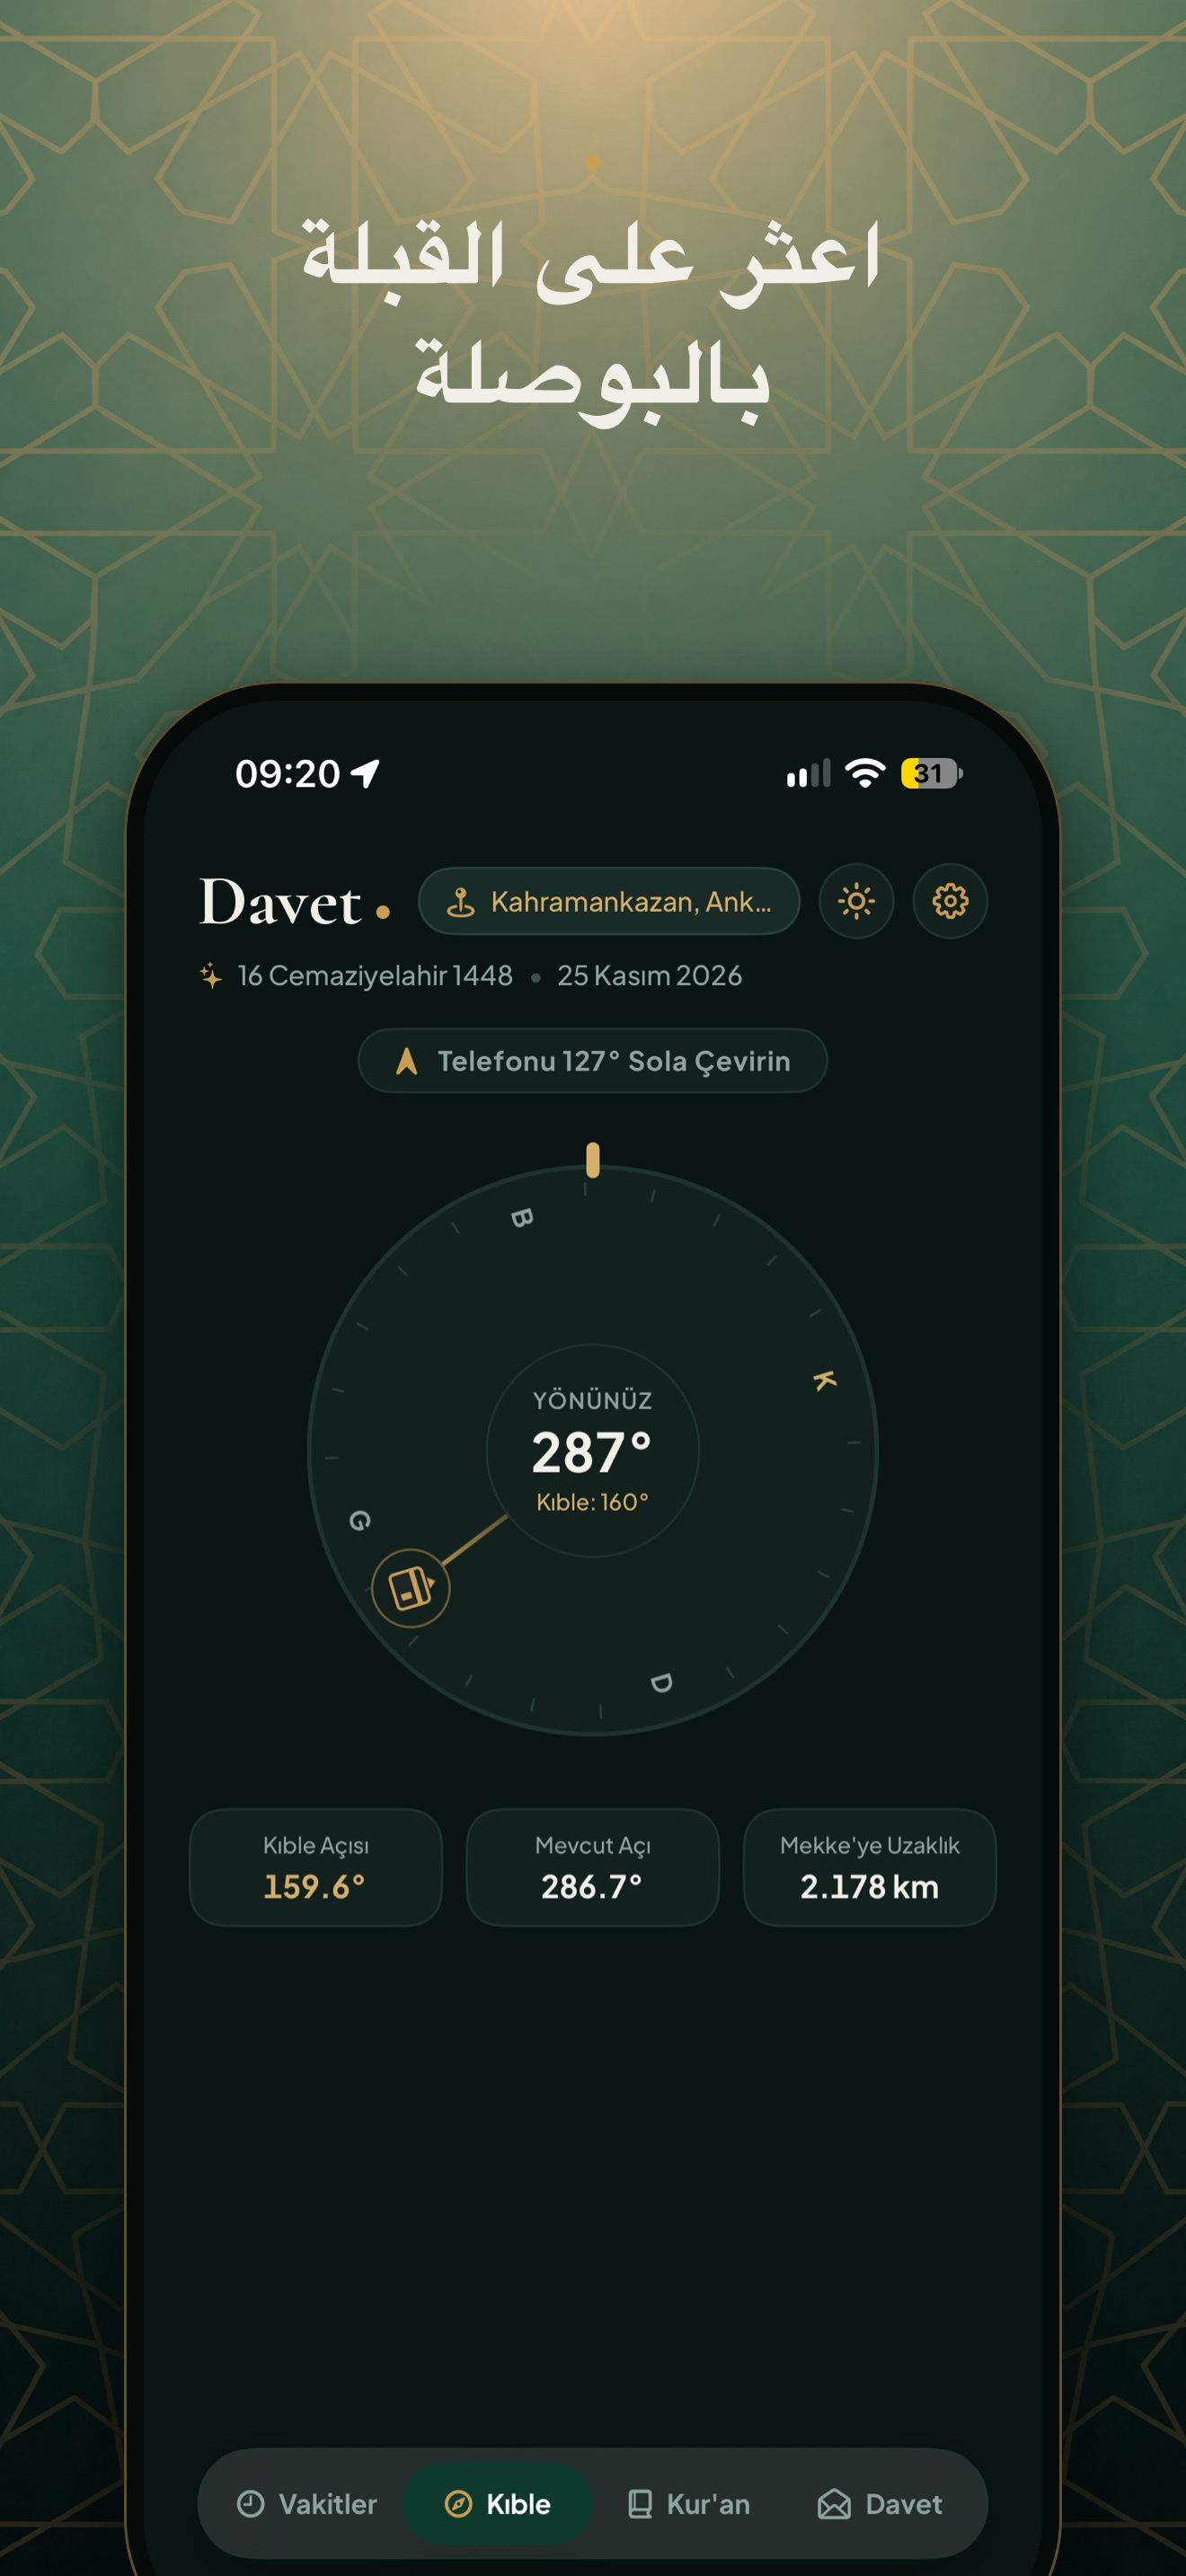 اعثر على القبلة
بالبوصلة
09:20
31
Davet
Kahramankazan, Ank...
16 Cemaziyelahir 1448 • 25 Kasım 2026
Telefonu 127° Sola Çevirin
B
K
YÖNÜNÜZ
287°
Kıble: 160°
G
D
Kıble Açısı
159.6°
Mevcut Açı
286.7°
Mekke'ye Uzaklık
2.178 km
Vakitler
Kıble
Kur'an
Davet